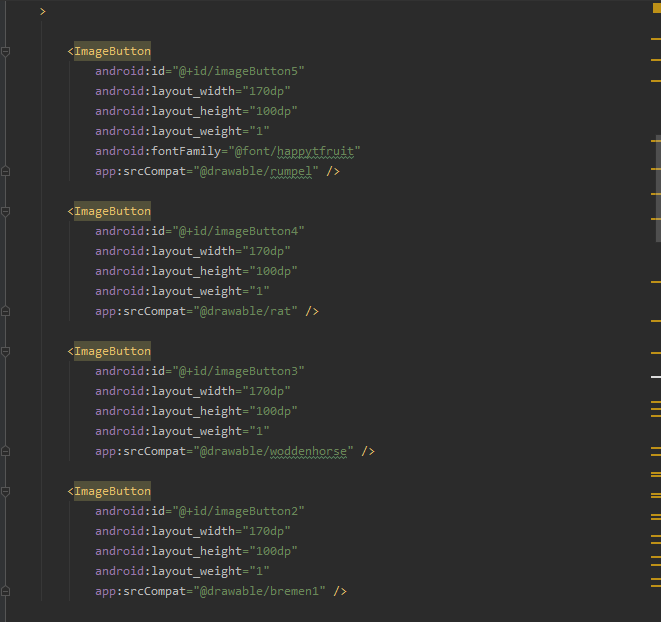 >
<ImageButton
android:id="@+id/imageButton5"
android:layout_width="170dp"
android:layout_height="100dp"
android:layout_weight="1"
android:fontFamily="@font/happytfruit"
app:srcCompat="@drawable/rumpel" />
<ImageButton
android:id="@+id/imageButton4"
android:layout_width="170dp"
android:layout_height="100dp"
android:layout_weight="1"
app:srcCompat="@drawable/rat" />
<ImageButton
android:id="@+id/imageButton3"
android:layout_width="170dp"
android:layout_height="100dp"
android:layout_weight="1"
app:srcCompat="@drawable/woddenhorse" />
<ImageButton
android:id="@+id/imageButton2"
android:layout_width="170dp"
android:layout_height="100dp"
android:layout_weight="1"
app:srcCompat="@drawable/bremen1" />